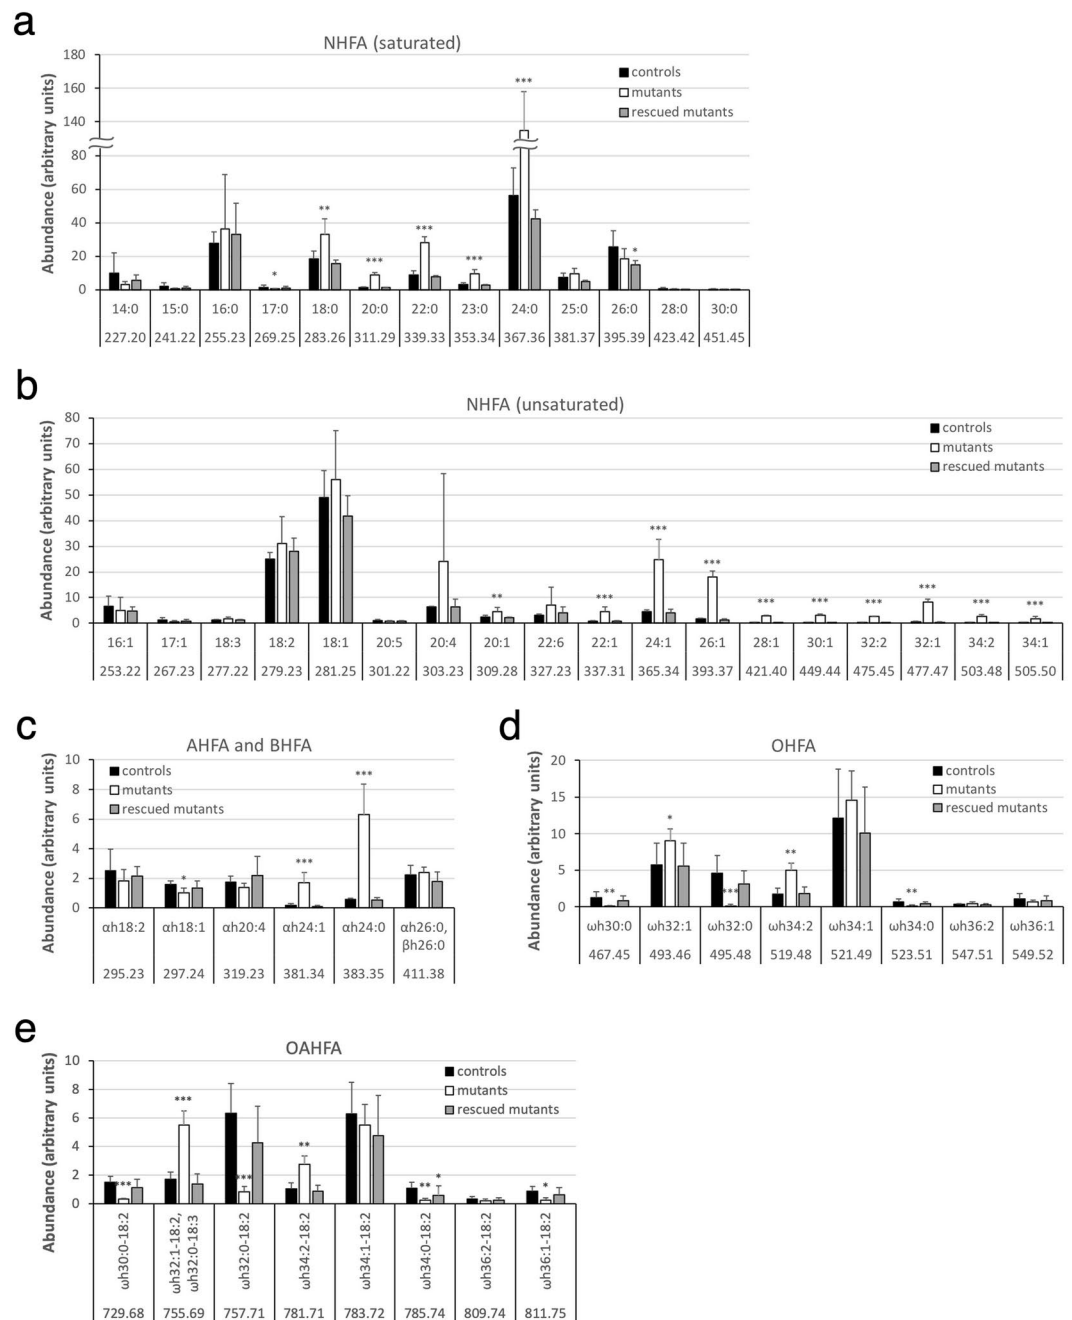 a
NHFA (saturated)
Abundance (arbitrary units)
180
160
140
80
60
40
20
0
controls
mutants
rescued mutants
* ** *** *** *** *** *
14:0 15:0 16:0 17:0 18:0 20:0 22:0 23:0 24:0 25:0 26:0 28:0 30:0
227.20 241.22 255.23 269.25 283.26 311.29 339.33 353.34 367.36 381.37 395.39 423.42 451.45
b
NHFA (unsaturated)
Abundance (arbitrary units)
80
70
60
50
40
30
20
10
0
controls
mutants
rescued mutants
** *** *** *** *** *** *** *** *** ***
16:1 17:1 18:3 18:2 18:1 20:5 20:4 20:1 22:6 22:1 24:1 26:1 28:1 30:1 32:2 32:1 34:2 34:1
253.22 267.23 277.22 279.23 281.25 301.22 303.23 309.28 327.23 337.31 365.34 393.37 421.40 449.44 475.45 477.47 503.48 505.50
c
AHFA and BHFA
Abundance (arbitrary units)
10
8
6
4
2
0
controls
mutants
rescued mutants
* *** ***
αh18:2 αh18:1 αh20:4 αh24:1 αh24:0 ωh26:0,
βh26:0
295.23 297.24 319.23 381.34 383.35 411.38
d
OHFA
Abundance (arbitrary units)
20
15
10
5
0
controls
mutants
rescued mutants
** * *** ** **
ωh30:0 ωh32:1 ωh32:0 ωh34:2 ωh34:1 ωh34:0 ωh36:2 ωh36:1
467.45 493.46 495.48 519.48 521.49 523.51 547.51 549.52
e
OAHFA
Abundance (arbitrary units)
10
8
6
4
2
0
controls
mutants
rescued mutants
*** *** *** ** ** * *
ωh30:0-18:2
ωh32:1-18:2,
ωh32:0-18:3
ωh32:0-18:2
ωh34:2-18:2
ωh34:1-18:2
ωh34:0-18:2
ωh36:2-18:2
ωh36:1-18:2
729.68 755.69 757.71 781.71 783.72 785.74 809.74 811.75